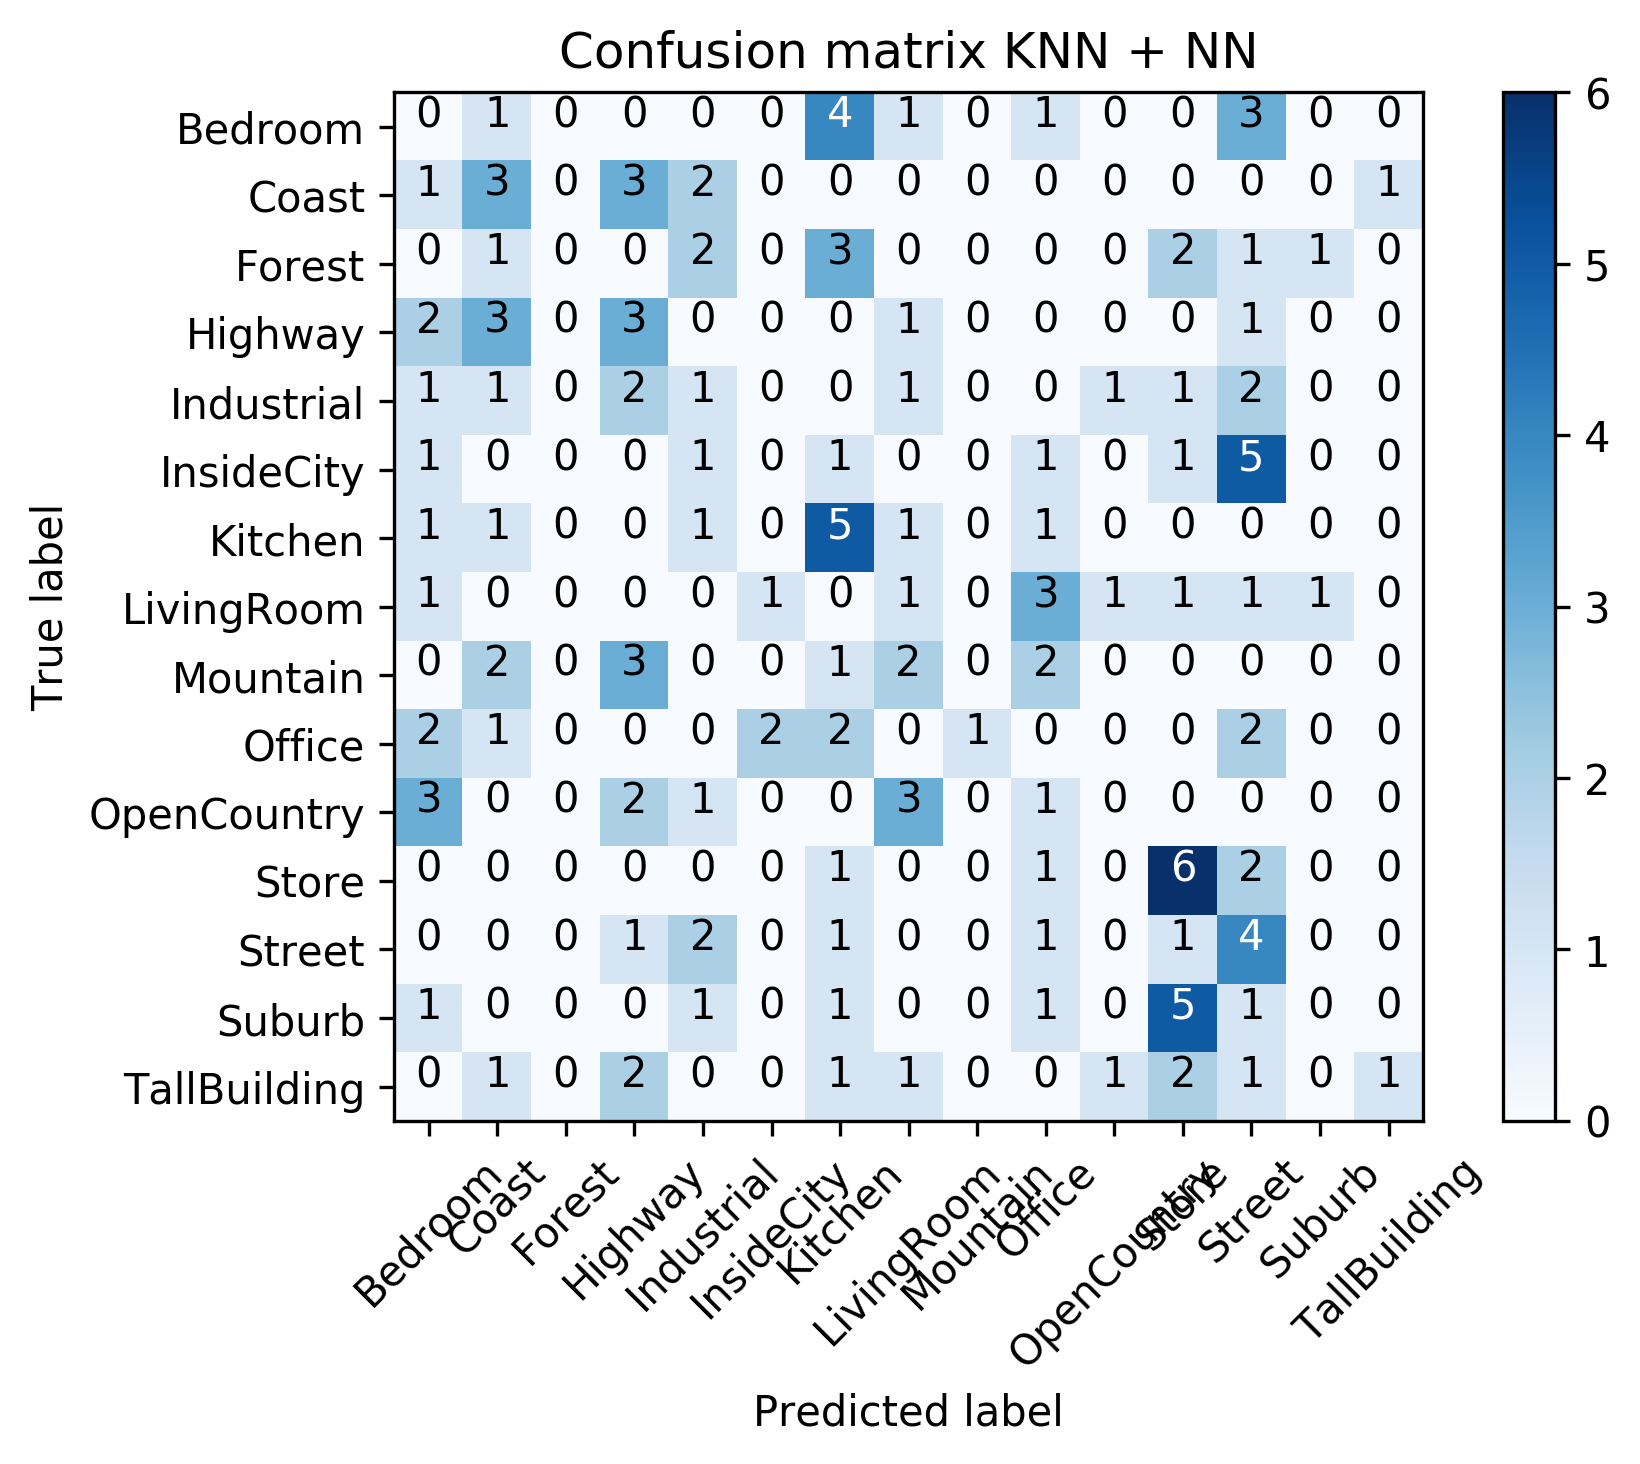 Confusion matrix KNN + NN
Bedroom 0 1 0 0 0 0 4 1 0 1 0 0 3 0 0
Coast 1 3 0 3 2 0 0 0 0 0 0 0 0 0 1
Forest 0 1 0 0 2 0 3 0 0 0 0 2 1 1 0
Highway 2 3 0 3 0 0 0 1 0 0 0 0 1 0 0
Industrial 1 1 0 2 1 0 0 1 0 0 1 1 2 0 0
InsideCity 1 0 0 0 1 0 1 0 0 1 0 1 5 0 0
Kitchen 1 1 0 0 1 0 5 1 0 1 0 0 0 0 0
LivingRoom 1 0 0 0 0 1 0 1 0 3 1 1 1 1 0
Mountain 0 2 0 3 0 0 1 2 0 2 0 0 0 0 0
Office 2 1 0 0 0 2 2 0 1 0 0 0 2 0 0
OpenCountry 3 0 0 2 1 0 0 3 0 1 0 0 0 0 0
Store 0 0 0 0 0 0 1 0 0 1 0 6 2 0 0
Street 0 0 0 1 2 0 1 0 0 1 0 1 4 0 0
Suburb 1 0 0 0 1 0 1 0 0 1 0 5 1 0 0
TallBuilding 0 1 0 2 0 0 1 1 0 0 1 2 1 0 1
True label
Bedroom
Coast
Forest
Highway
Industrial
InsideCity
Kitchen
LivingRoom
Mountain
Office
OpenCountry
Store
Street
Suburb
TallBuilding
Predicted label
6
5
4
3
2
1
0